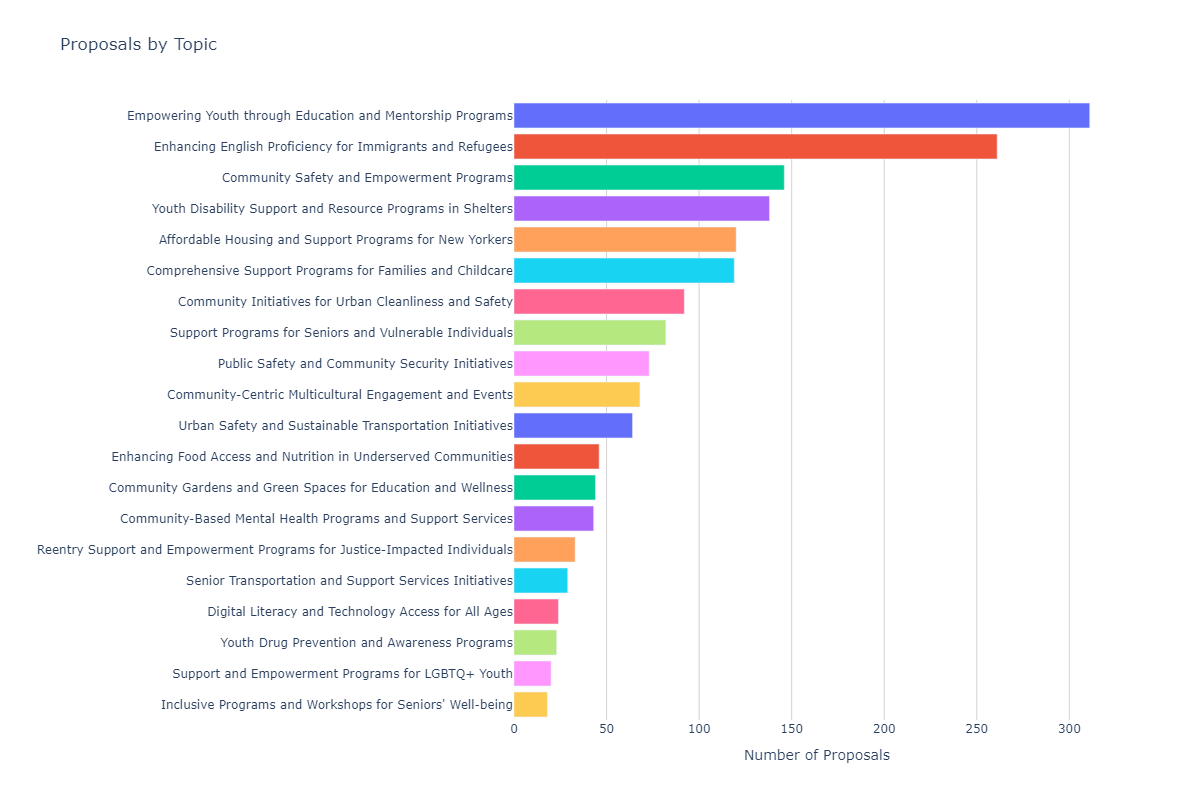 Proposals by Topic
Empowering Youth through Education and Mentorship Programs
Enhancing English Proficiency for Immigrants and Refugees
Community Safety and Empowerment Programs
Youth Disability Support and Resource Programs in Shelters
Affordable Housing and Support Programs for New Yorkers
Comprehensive Support Programs for Families and Childcare
Community Initiatives for Urban Cleanliness and Safety
Support Programs for Seniors and Vulnerable Individuals
Public Safety and Community Security Initiatives
Community-Centric Multicultural Engagement and Events
Urban Safety and Sustainable Transportation Initiatives
Enhancing Food Access and Nutrition in Underserved Communities
Community Gardens and Green Spaces for Education and Wellness
Community-Based Mental Health Programs and Support Services
Reentry Support and Empowerment Programs for Justice-Impacted Individuals
Senior Transportation and Support Services Initiatives
Digital Literacy and Technology Access for All Ages
Youth Drug Prevention and Awareness Programs
Support and Empowerment Programs for LGBTQ+ Youth
Inclusive Programs and Workshops for Seniors' Well-being
0 50 100 150 200 250 300
Number of Proposals